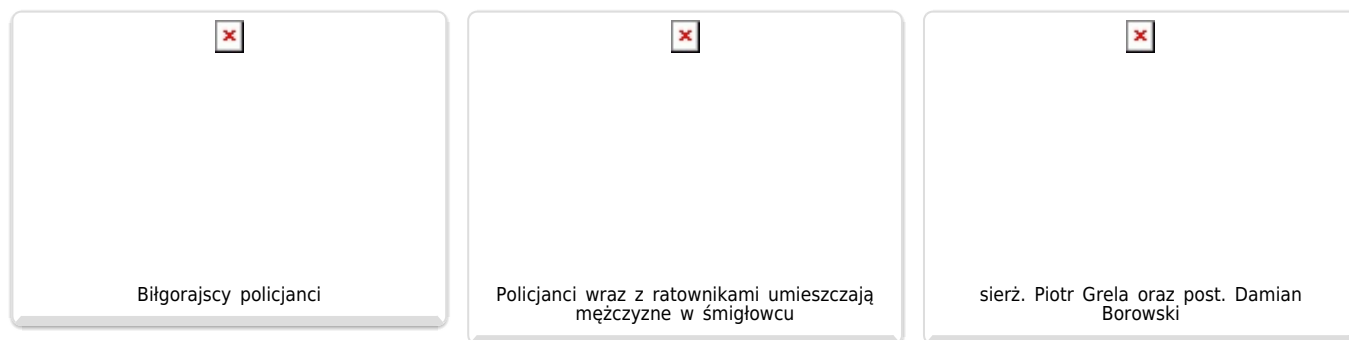 Biłgorajscy policjanci
Policjanci wraz z ratownikami umieszczają
mężczyzne w śmigłowcu
sierż. Piotr Grela oraz post. Damian
Borowski